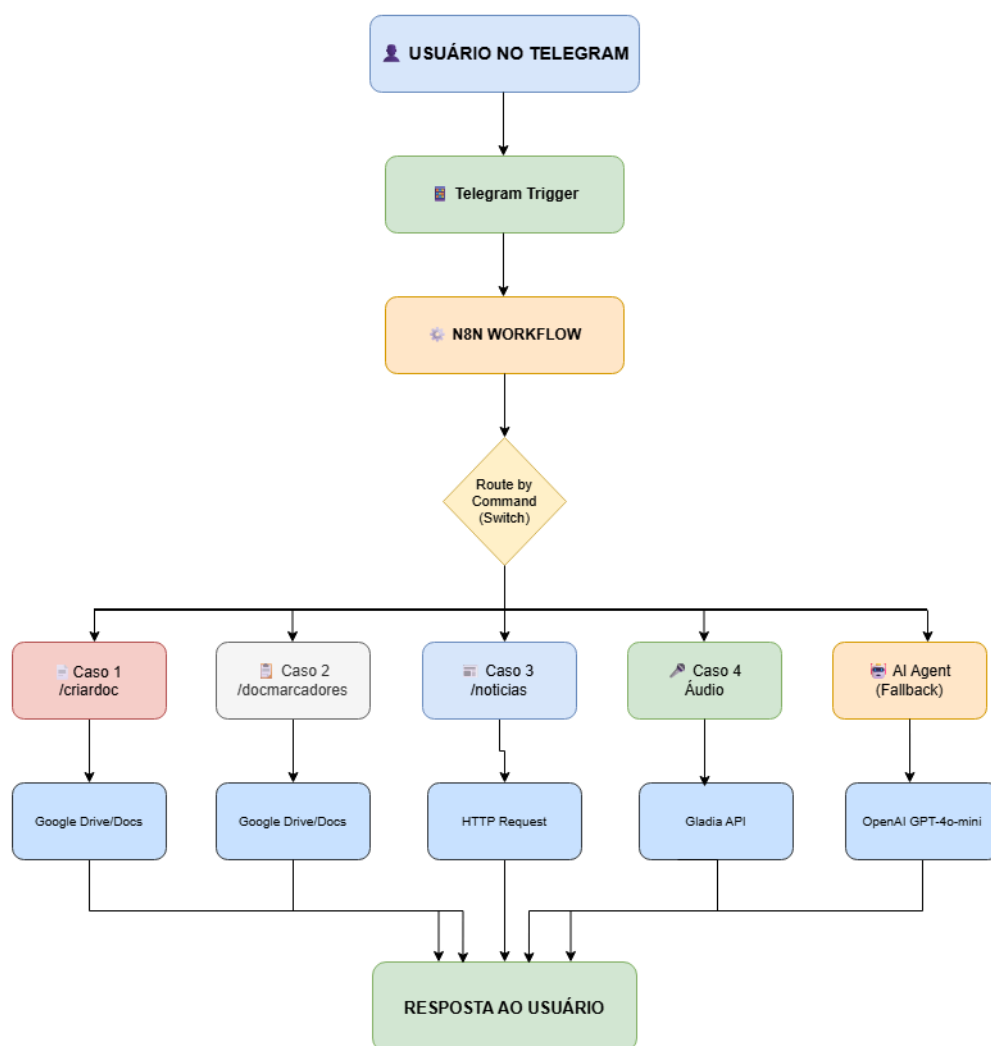 USUÁRIO NO TELEGRAM
Telegram Trigger
N8N WORKFLOW
Route by
Command
(Switch)
Caso 1
/criardoc
Caso 2
/docmarcadores
Caso 3
/noticias
Caso 4
Áudio
AI Agent
(Fallback)
Google Drive/Docs
Google Drive/Docs
HTTP Request
Gladia API
OpenAI GPT-4o-mini
RESPOSTA AO USUÁRIO